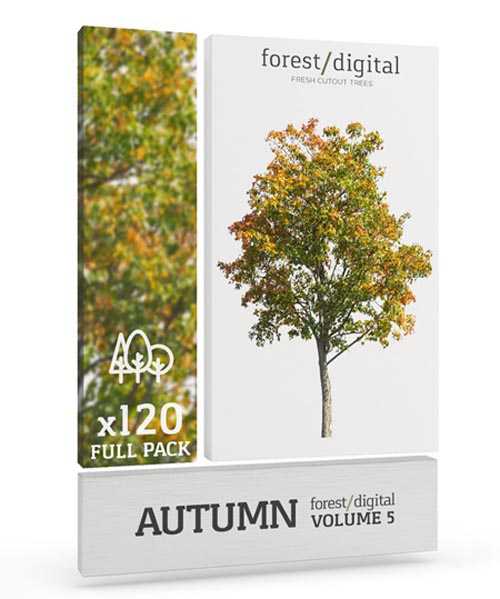 forest/digital
FRESH CUTOUT TREES
x120
FULL PACK
AUTUMN
forest/digital
VOLUME 5